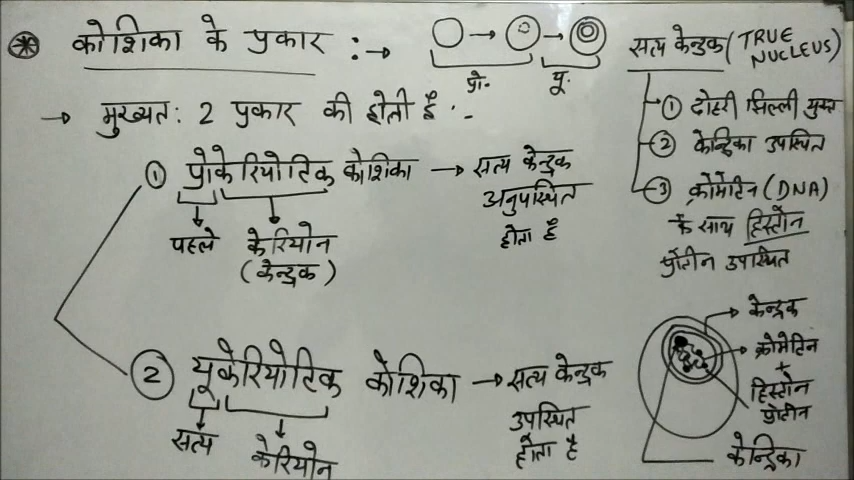 कोशिका के प्रकार :→
प्रो. यू.
→ मुख्यतः 2 प्रकार की होती है :-
① प्रोकेरियोटिक कोशिका → सत्य केन्द्रक
अनुपस्थित
होता है
पहले केरियोन
(केन्द्रक)
② यूकेरियोटिक कोशिका → सत्य केन्द्रक
उपस्थित
होता है
सत्य केरियोन
सत्य केन्द्रक (TRUE
NUCLEUS)
① दोहरी झिल्ली युक्त
② केन्द्रिका उपस्थित
③ क्रोमेटिन (DNA)
के साथ हिस्टोन
प्रोटीन उपस्थित
केन्द्रक
क्रोमेटिन
+
हिस्टोन
प्रोटीन
केन्द्रिका